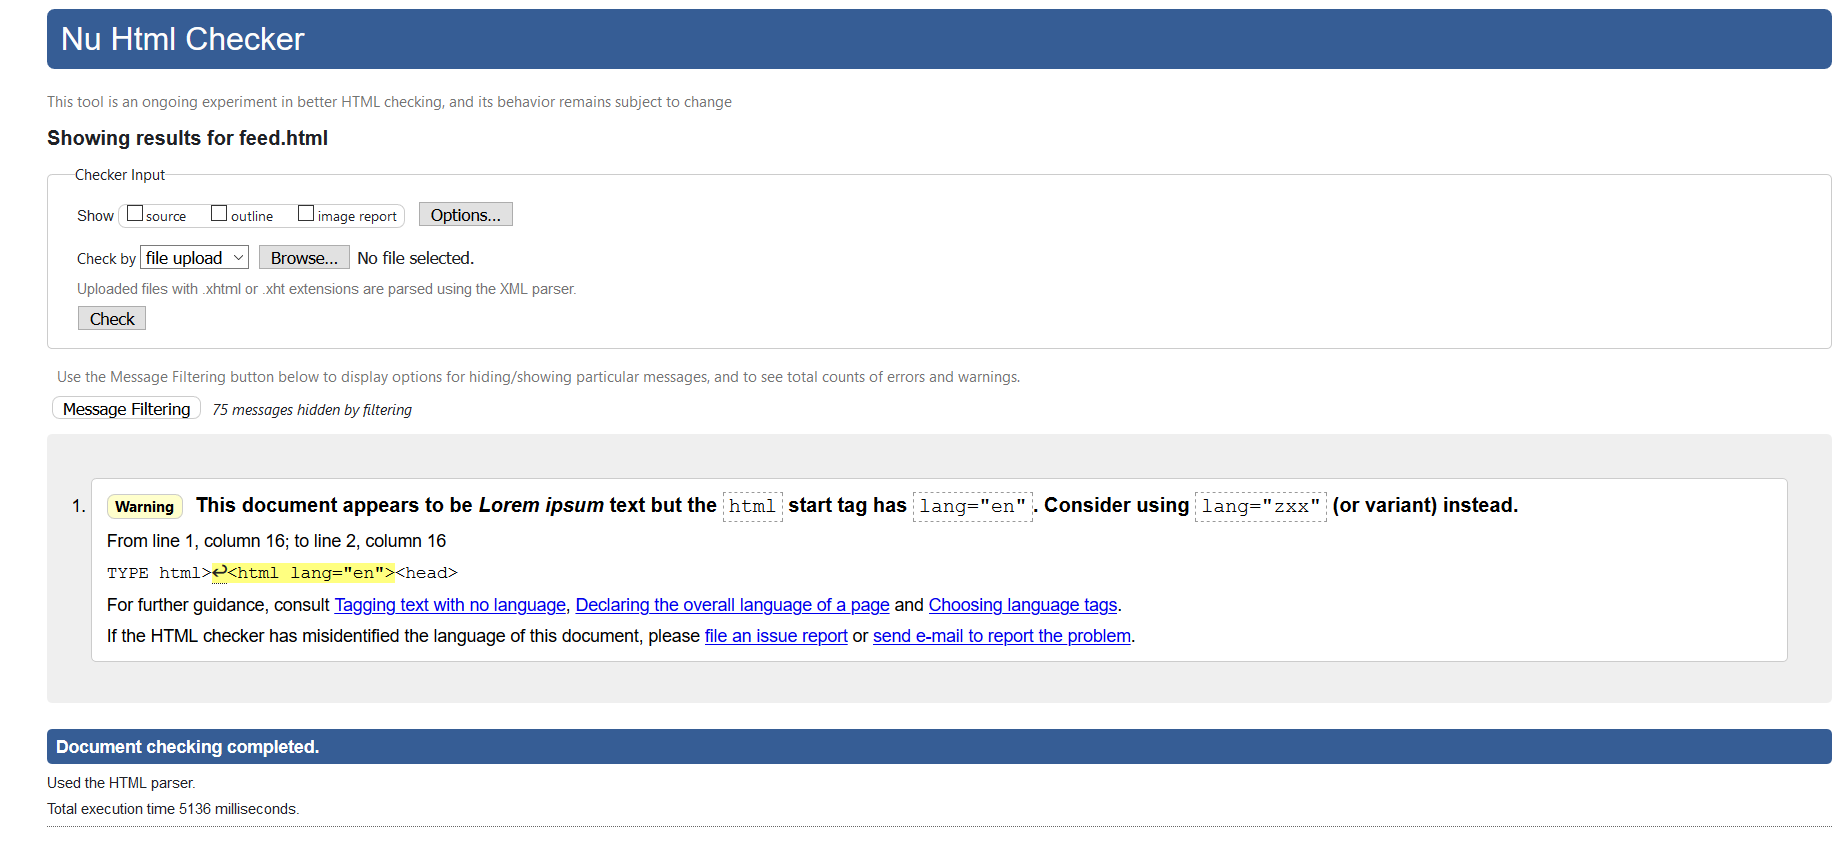 Nu Html Checker
This tool is an ongoing experiment in better HTML checking, and its behavior remains subject to change
Showing results for feed.html
Checker Input
Show source outline image report Options...
Check by file upload Browse... No file selected.
Uploaded files with .xhtml or .xht extensions are parsed using the XML parser.
Check
Use the Message Filtering button below to display options for hiding/showing particular messages, and to see total counts of errors and warnings.
Message Filtering 75 messages hidden by filtering
1. Warning This document appears to be Lorem ipsum text but the html start tag has lang="en". Consider using lang="zxx" (or variant) instead.
From line 1, column 16; to line 2, column 16
TYPE html>↩<html lang="en"><head>
For further guidance, consult Tagging text with no language, Declaring the overall language of a page and Choosing language tags.
If the HTML checker has misidentified the language of this document, please file an issue report or send e-mail to report the problem.
Document checking completed.
Used the HTML parser.
Total execution time 5136 milliseconds.